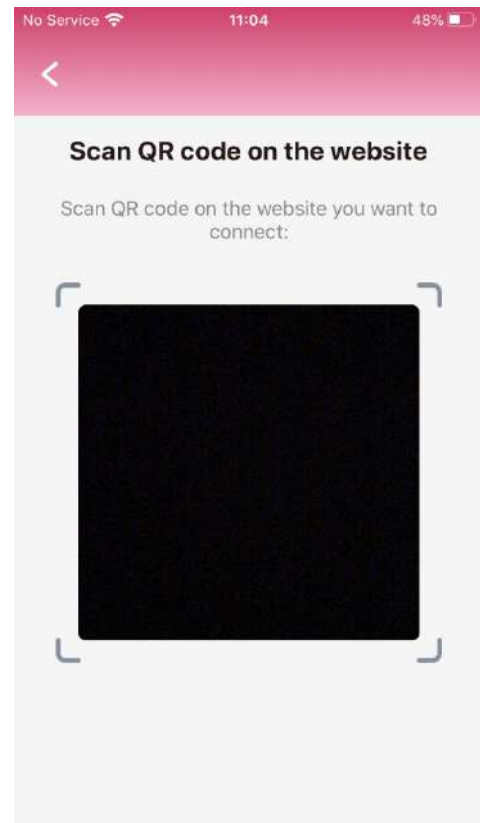 No Service 11:04 48%
Scan QR code on the website
Scan QR code on the website you want to
connect: